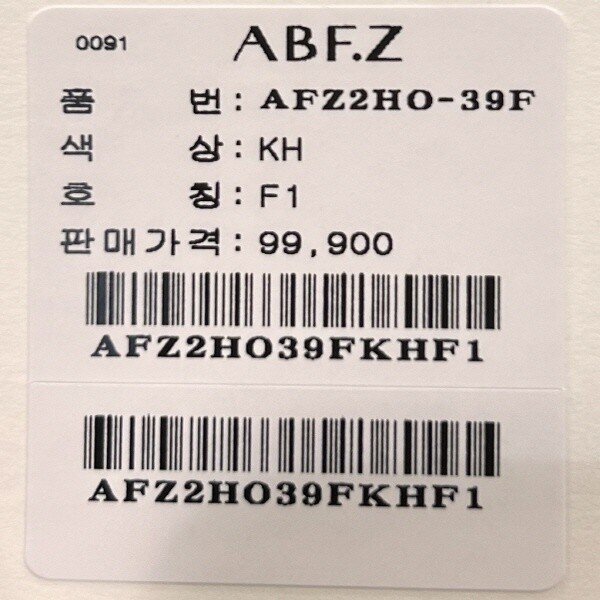 0091 ABF.Z
품 번 : AFZ2HO-39F
색 상 : KH
호 칭 : F1
판매가격 : 99,900
AFZ2HO39FKHF1
AFZ2HO39FKHF1